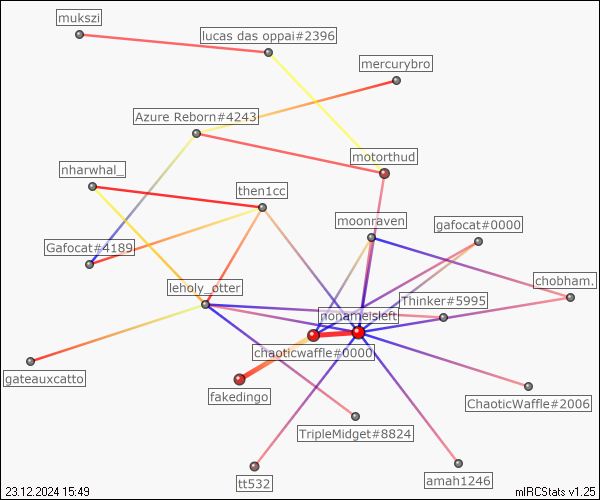 mukszi
lucas das oppai#2396
mercurybro
Azure Reborn#4243
motorthud
nharwhal_
then1cc
moonraven
gafocat#0000
Gafocat#4189
leholy_otter
chobham.
Thinker#5995
nonameisleft
chaoticwaffle#0000
gateauxcatto
fakedingo
ChaoticWaffle#2006
TripleMidget#8824
tt532
amah1246
23.12.2024 15:49
mIRCStats v1.25